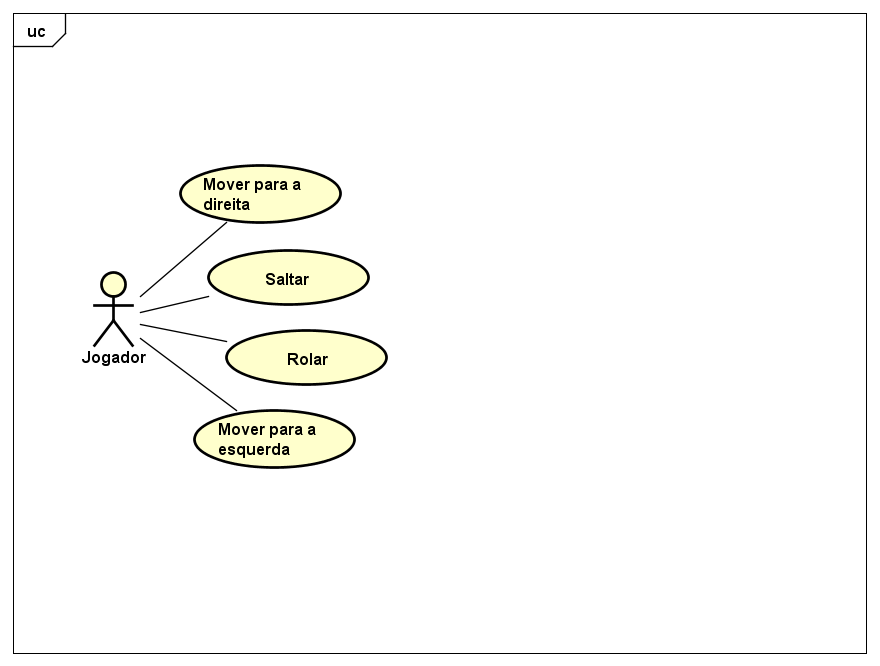 uc
Mover para a
direita
Saltar
Jogador
Rolar
Mover para a
esquerda